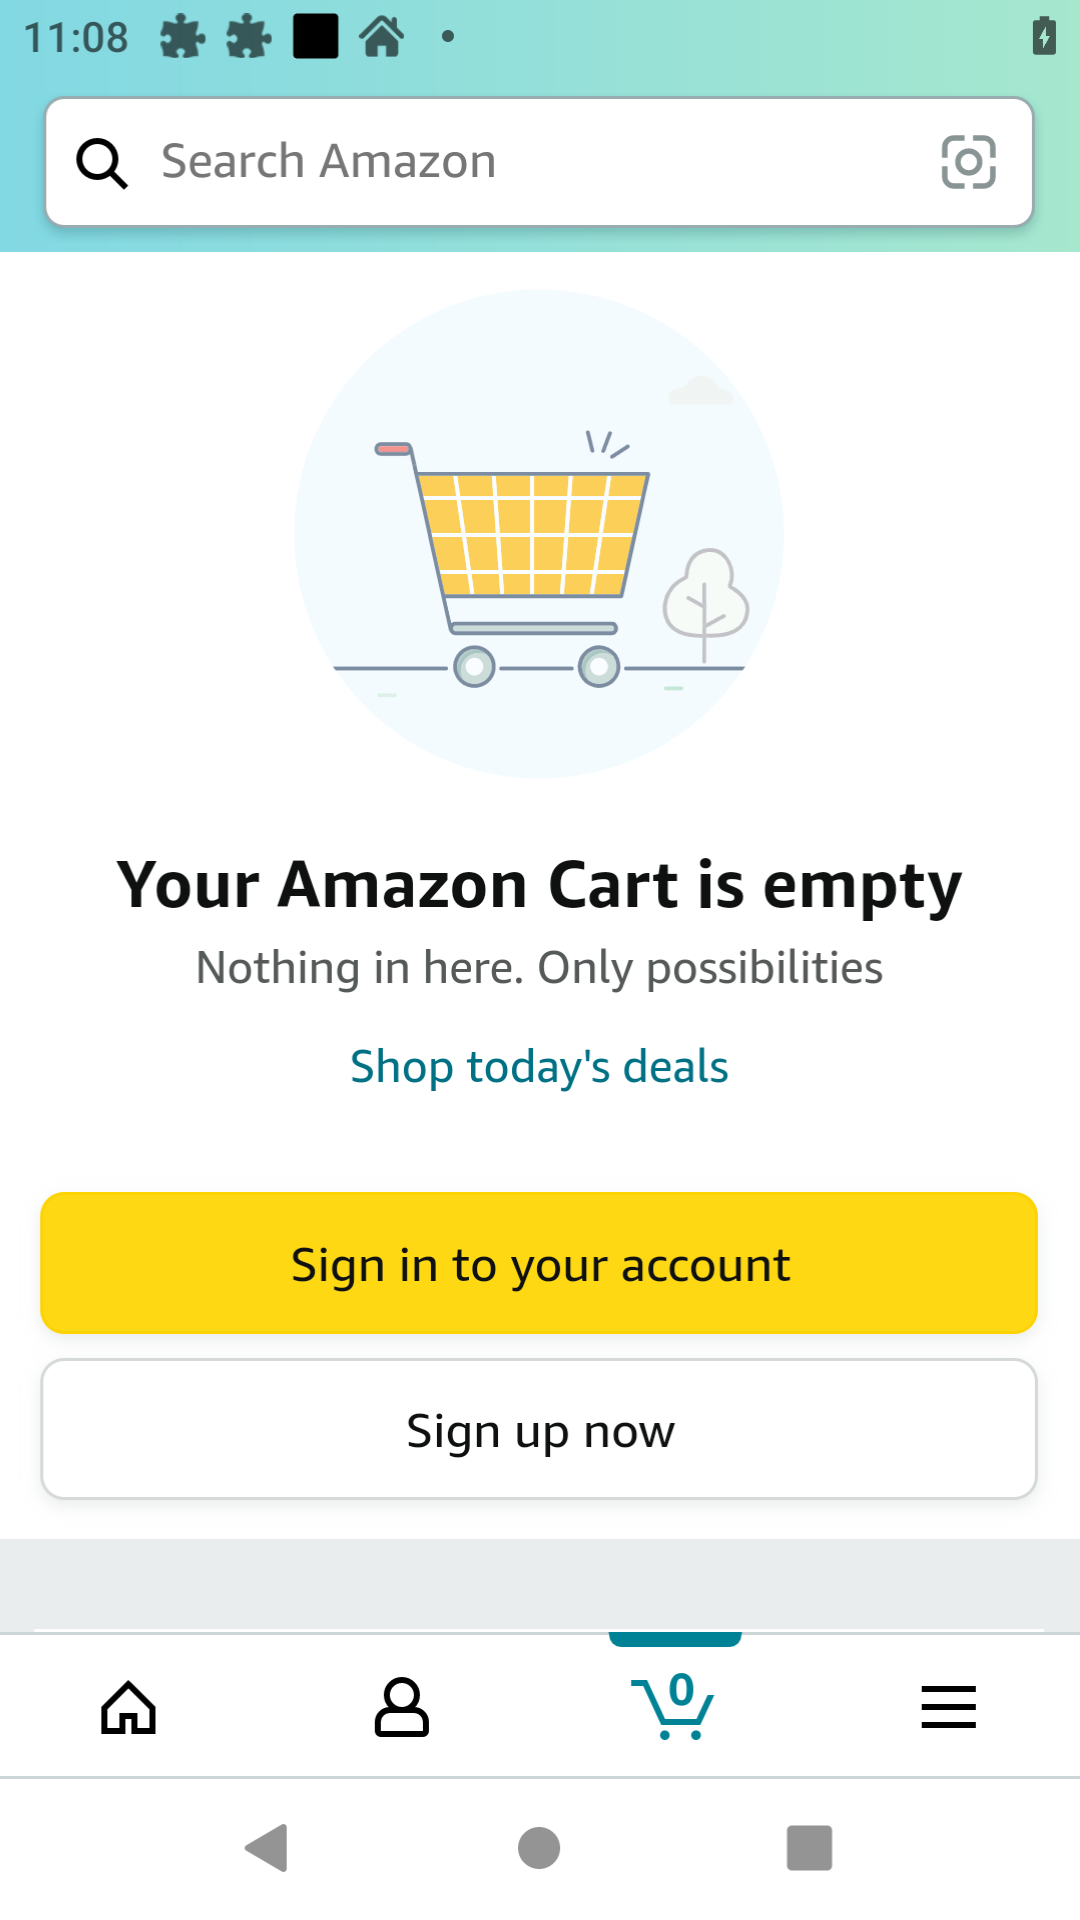 11:08
Search Amazon
Your Amazon Cart is empty
Nothing in here. Only possibilities
Shop today's deals
Sign in to your account
Sign up now
0